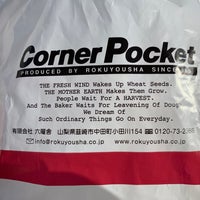 Corner Pocket
PRODUCED BY ROKUYOUSHA SINCE
THE FRESH WIND Wakes Up Wheat Seeds.
THE MOTHER EARTH Makes Them Grow.
People Wait For A HARVEST.
And The Baker Waits For Leavening Of Dough
We Dream Of
Such Ordinary Things Go On Everyday.
有限会社 六曜舎 山梨県韮崎市中田町小田川154 0120-73-
info@rokuyousha.co.jp www.rokuyousha.co.jp